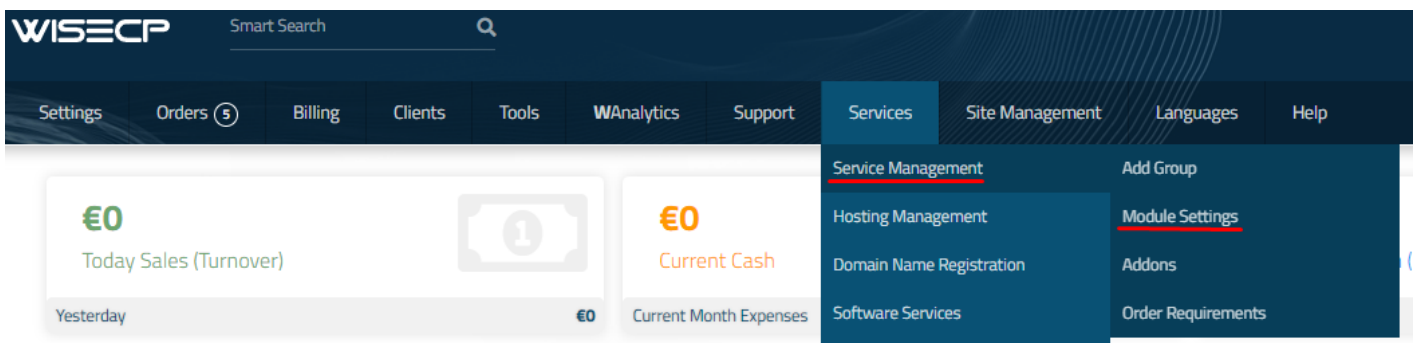 WISECP Smart Search
Settings Orders 5 Billing Clients Tools WAnalytics Support Services Site Management Languages Help
Service Management Add Group
Hosting Management Module Settings
Domain Name Registration Addons
Software Services Order Requirements
€0
Today Sales (Turnover)
Yesterday €0
€0
Current Cash
Current Month Expenses